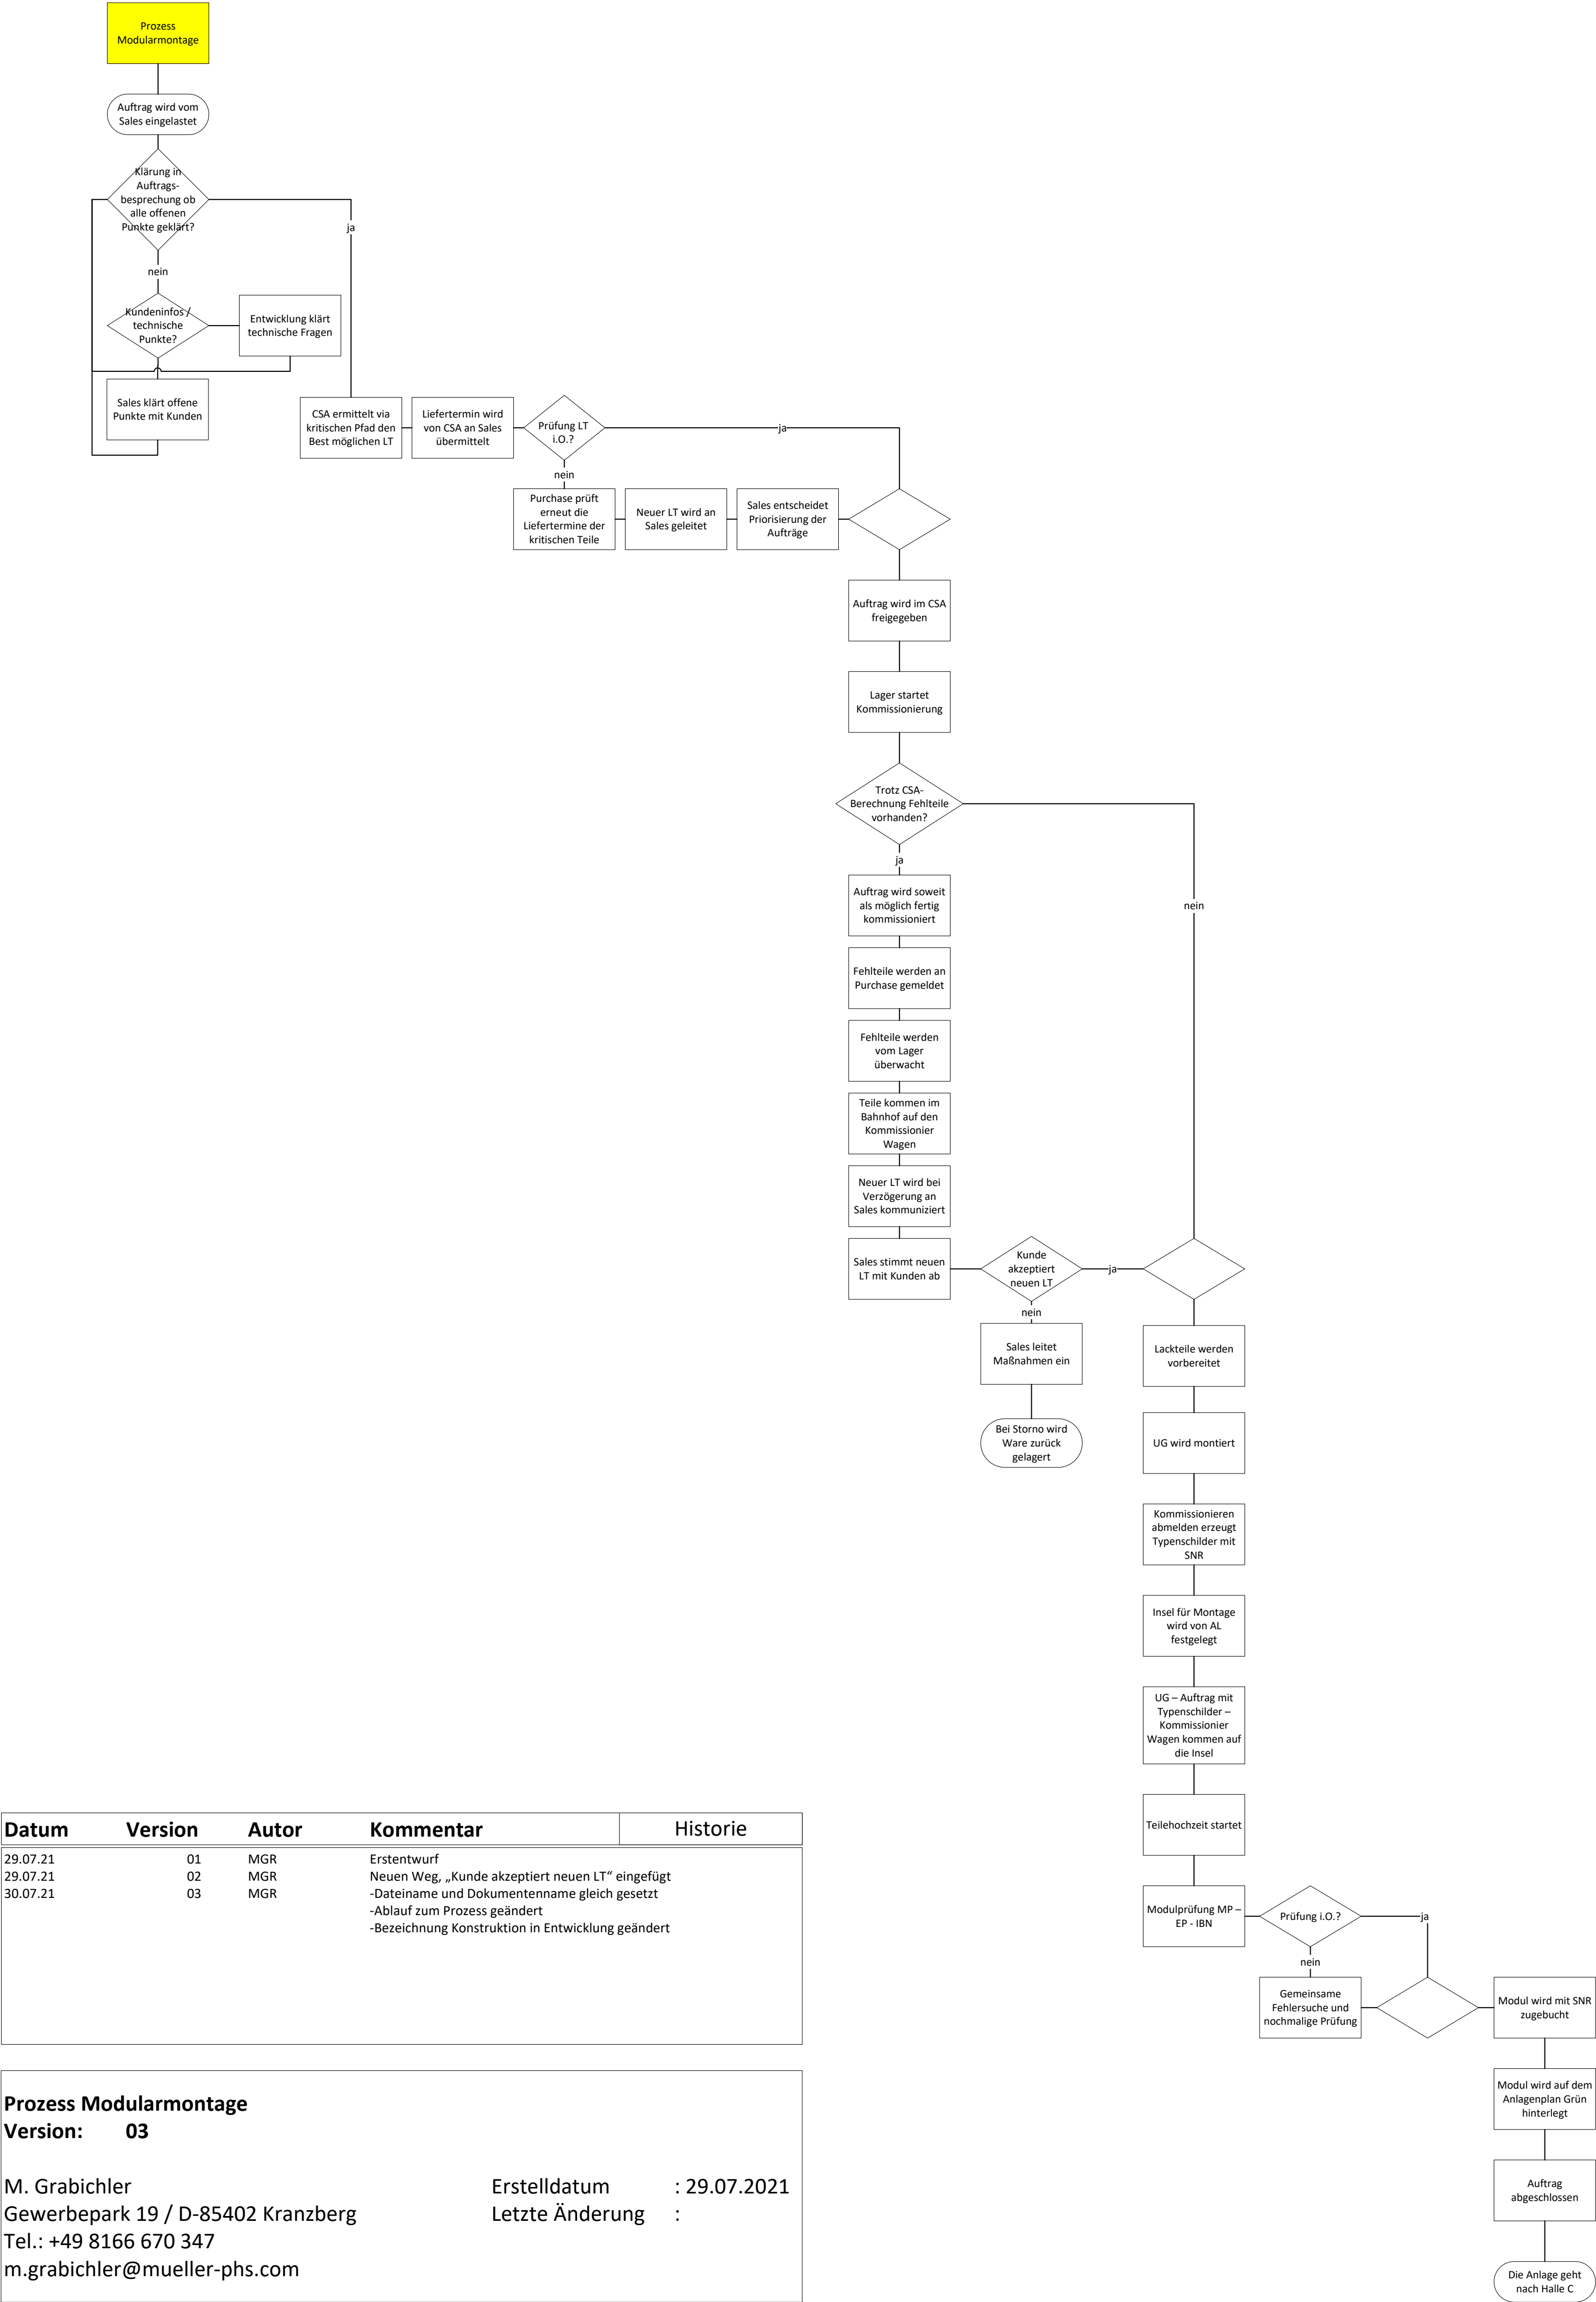 Prozess
Modularmontage
Auftrag wird vom
Sales eingelastet
Klärung in
Auftrags-
besprechung ob
alle offenen
Punkte geklärt?
ja
nein
Kundeninfos /
technische
Punkte?
Entwicklung klärt
technische Fragen
Sales klärt offene
Punkte mit Kunden
CSA ermittelt via
kritischen Pfad den
Best möglichen LT
Liefertermin wird
von CSA an Sales
übermittelt
Prüfung LT
i.O.?
ja
nein
Purchase prüft
erneut die
Liefertermine der
kritischen Teile
Neuer LT wird an
Sales geleitet
Sales entscheidet
Priorisierung der
Aufträge
Auftrag wird im CSA
freigegeben
Lager startet
Kommissionierung
Trotz CSA-
Berechnung Fehlteile
vorhanden?
ja
nein
Auftrag wird soweit
als möglich fertig
kommissioniert
Fehlteile werden an
Purchase gemeldet
Fehlteile werden
vom Lager
überwacht
Teile kommen im
Bahnhof auf den
Kommissionier
Wagen
Neuer LT wird bei
Verzögerung an
Sales kommuniziert
Sales stimmt neuen
LT mit Kunden ab
Kunde
akzeptiert
neuen LT
ja
nein
Sales leitet
Maßnahmen ein
Bei Storno wird
Ware zurück
gelagert
Lackteile werden
vorbereitet
UG wird montiert
Kommissionieren
abmelden erzeugt
Typenschilder mit
SNR
Insel für Montage
wird von AL
festgelegt
UG – Auftrag mit
Typenschilder –
Kommissionier
Wagen kommen auf
die Insel
Teilehochzeit startet
Modulprüfung MP –
EP - IBN
Prüfung i.O.?
ja
nein
Gemeinsame
Fehlersuche und
nochmalige Prüfung
Modul wird mit SNR
zugebucht
Modul wird auf dem
Anlagenplan Grün
hinterlegt
Auftrag
abgeschlossen
Die Anlage geht
nach Halle C
Datum Version Autor Kommentar Historie
29.07.21 01 MGR Erstentwurf
29.07.21 02 MGR Neuen Weg, „Kunde akzeptiert neuen LT“ eingefügt
30.07.21 03 MGR -Dateiname und Dokumentenname gleich gesetzt
-Ablauf zum Prozess geändert
-Bezeichnung Konstruktion in Entwicklung geändert
Prozess Modularmontage
Version: 03
M. Grabichler Erstelldatum : 29.07.2021
Gewerbepark 19 / D-85402 Kranzberg Letzte Änderung :
Tel.: +49 8166 670 347
m.grabichler@mueller-phs.com